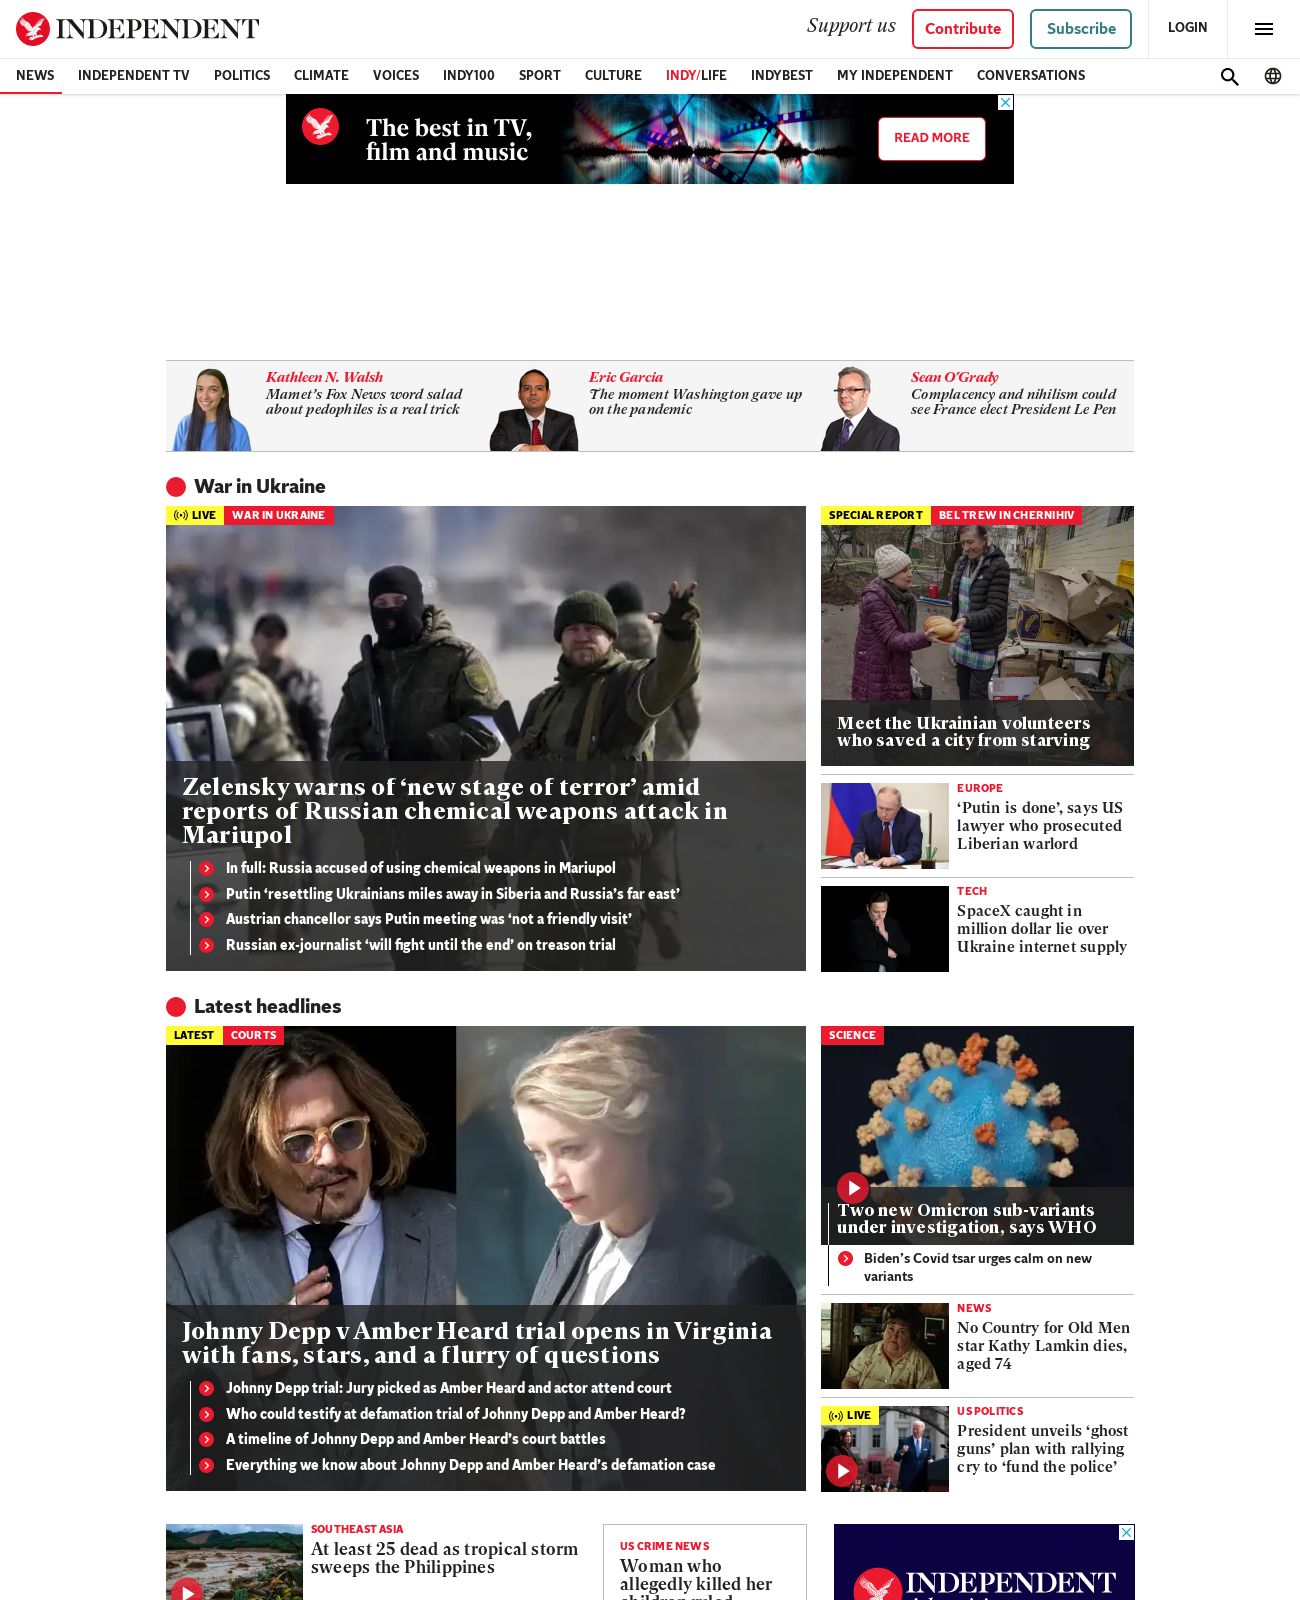 INDEPENDENT
Support us
Contribute
Subscribe
LOGIN
NEWS INDEPENDENT TV POLITICS CLIMATE VOICES INDY100 SPORT CULTURE INDY/LIFE INDYBEST MY INDEPENDENT CONVERSATIONS
The best in TV,
film and music
READ MORE
Kathleen N. Walsh
Mamet’s Fox News word salad
about pedophiles is a real trick
Eric Garcia
The moment Washington gave up
on the pandemic
Sean O'Grady
Complacency and nihilism could
see France elect President Le Pen
War in Ukraine
LIVE WAR IN UKRAINE
Zelensky warns of ‘new stage of terror’ amid
reports of Russian chemical weapons attack in
Mariupol
In full: Russia accused of using chemical weapons in Mariupol
Putin ‘resettling Ukrainians miles away in Siberia and Russia’s far east’
Austrian chancellor says Putin meeting was ‘not a friendly visit’
Russian ex-journalist ‘will fight until the end’ on treason trial
SPECIAL REPORT BEL TREW IN CHERNIHIV
Meet the Ukrainian volunteers
who saved a city from starving
EUROPE
‘Putin is done’, says US
lawyer who prosecuted
Liberian warlord
TECH
SpaceX caught in
million dollar lie over
Ukraine internet supply
Latest headlines
LATEST COURTS
Johnny Depp v Amber Heard trial opens in Virginia
with fans, stars, and a flurry of questions
Johnny Depp trial: Jury picked as Amber Heard and actor attend court
Who could testify at defamation trial of Johnny Depp and Amber Heard?
A timeline of Johnny Depp and Amber Heard’s court battles
Everything we know about Johnny Depp and Amber Heard’s defamation case
SCIENCE
Two new Omicron sub-variants
under investigation, says WHO
Biden’s Covid tsar urges calm on new
variants
NEWS
No Country for Old Men
star Kathy Lamkin dies,
aged 74
LIVE
US POLITICS
President unveils ‘ghost
guns’ plan with rallying
cry to ‘fund the police’
SOUTHEAST ASIA
At least 25 dead as tropical storm
sweeps the Philippines
US CRIME NEWS
Woman who
allegedly killed her
children ruled
INDEPENDENT